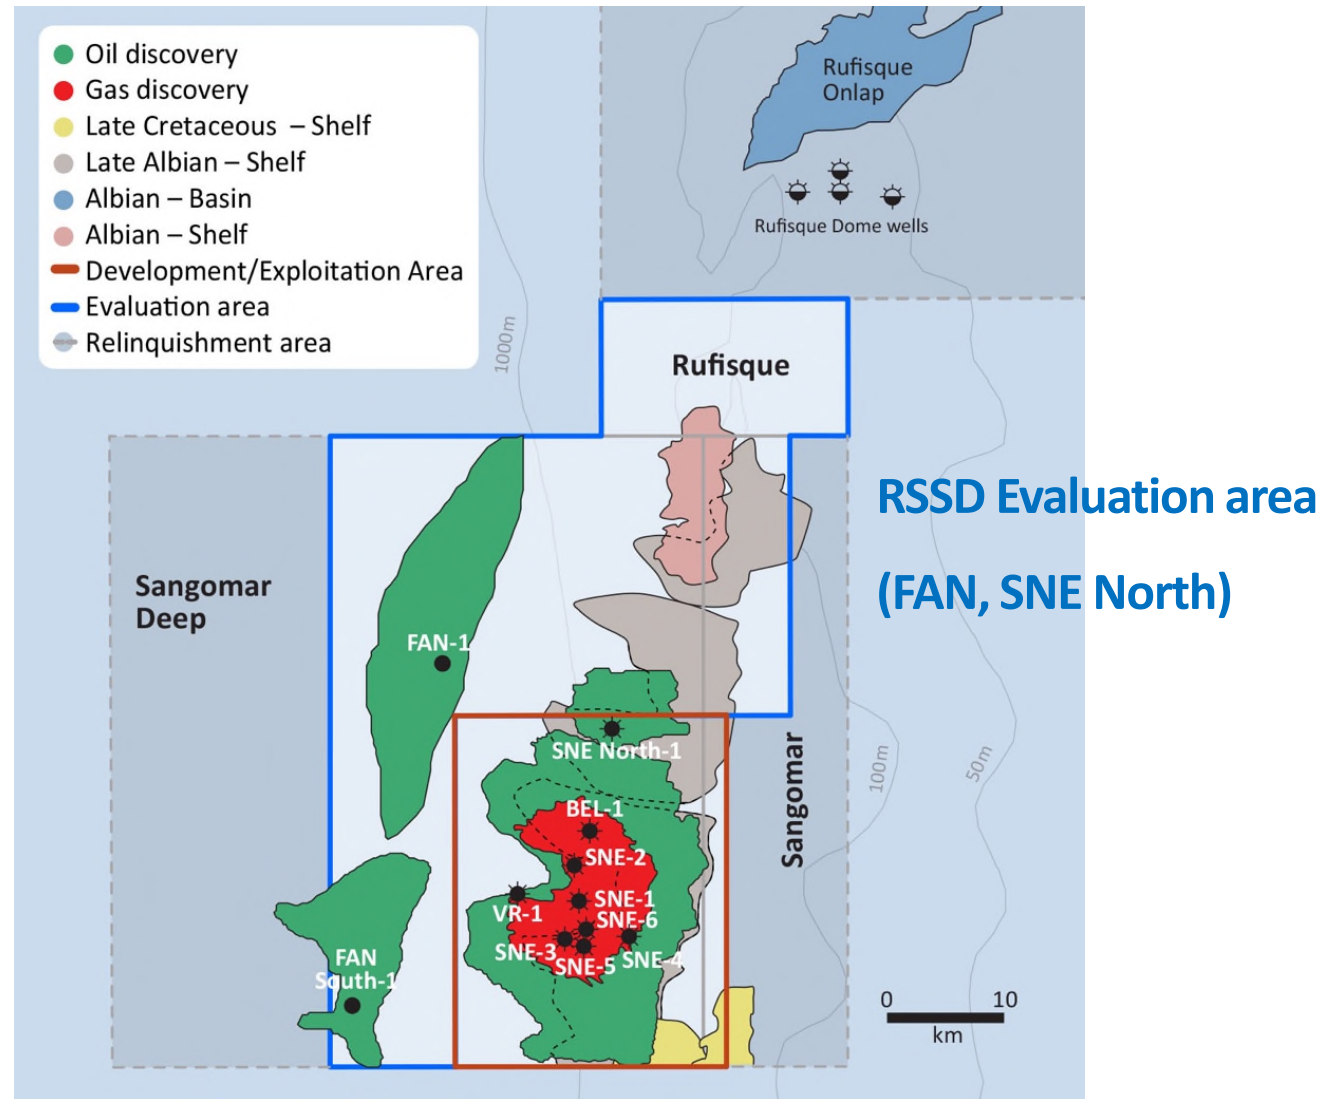 Oil discovery
Gas discovery
Late Cretaceous – Shelf
Late Albian – Shelf
Albian – Basin
Albian – Shelf
Development/Exploitation Area
Evaluation area
Relinquishment area
Rufisque
Onlap
Rufisque Dome wells
1000m
Rufisque
RSSD Evaluation area
(FAN, SNE North)
Sangomar
Deep
FAN-1
SNE North-1
BEL-1
SNE-2
SNE-1
VR-1
SNE-6
SNE-3
SNE-5
SNE-4
FAN
South-1
Sangomar
100m
50m
0 10
km